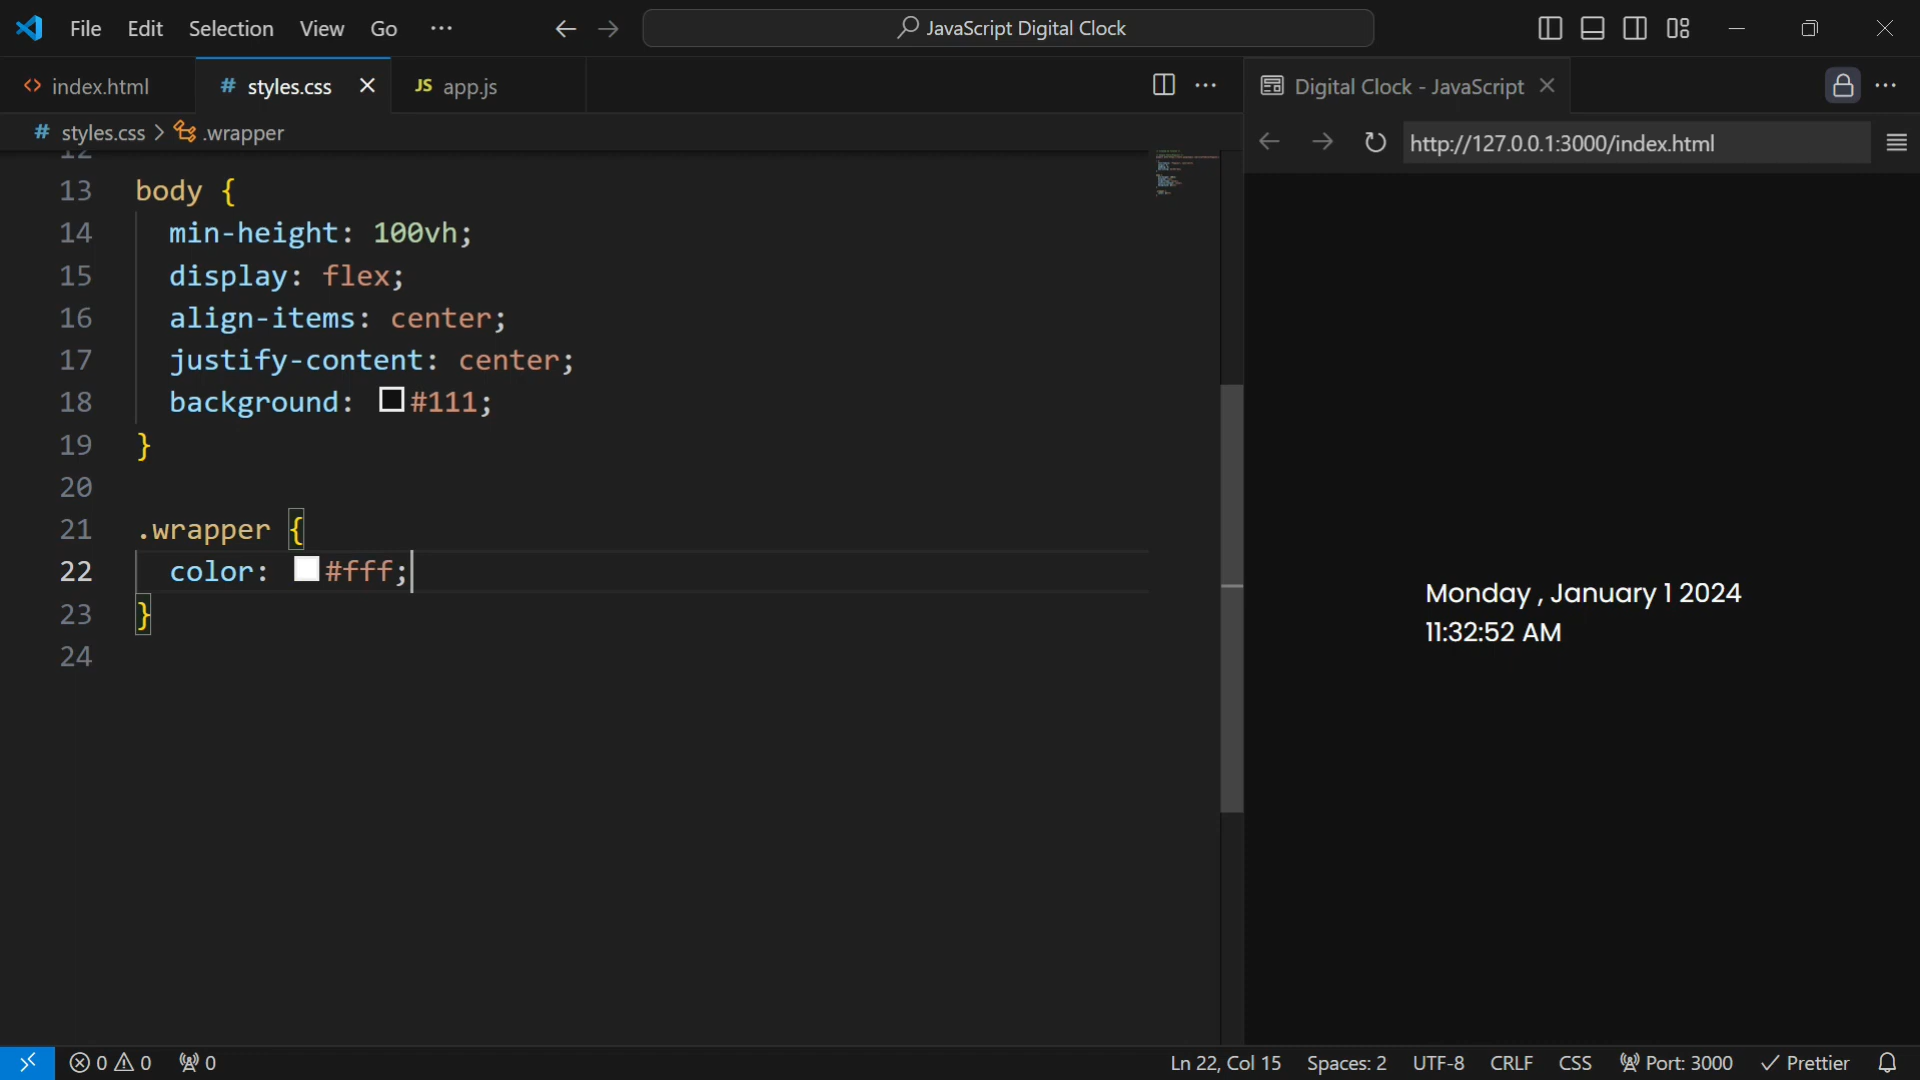 File Edit Selection View Go ··· JavaScript Digital Clock
index.html # styles.css JS app.js ··· Digital Clock - JavaScript ···
# styles.css > .wrapper
http://127.0.0.1:3000/index.html
12
13 body {
14 min-height: 100vh;
15 display: flex;
16 align-items: center;
17 justify-content: center;
18 background: #111;
19 }
20
21 .wrapper {
22 color: #fff;
23 }
24
Monday , January 1 2024
11:32:52 AM
0 0 0 Ln 22, Col 15 Spaces: 2 UTF-8 CRLF CSS Port: 3000 Prettier